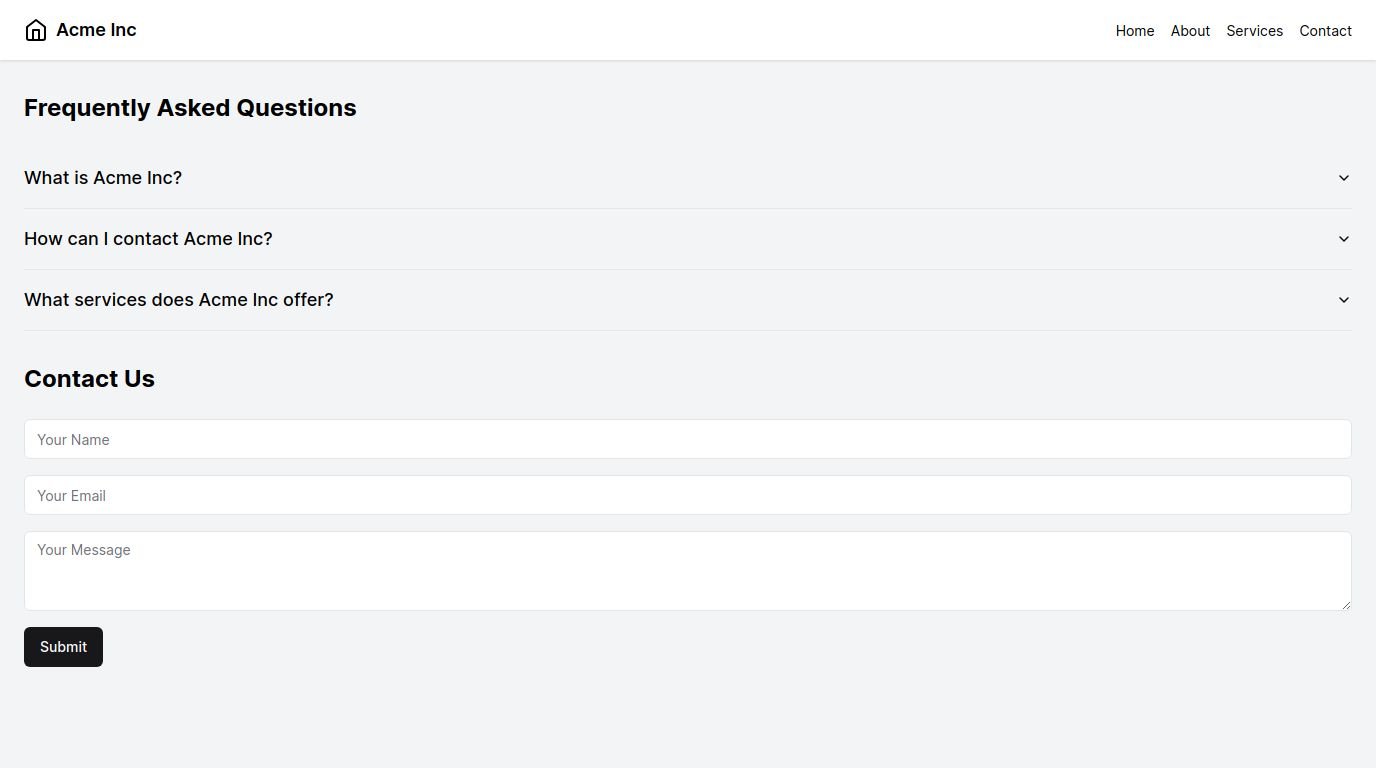 Acme Inc
Home About Services Contact
Frequently Asked Questions
What is Acme Inc?
How can I contact Acme Inc?
What services does Acme Inc offer?
Contact Us
Your Name
Your Email
Your Message
Submit